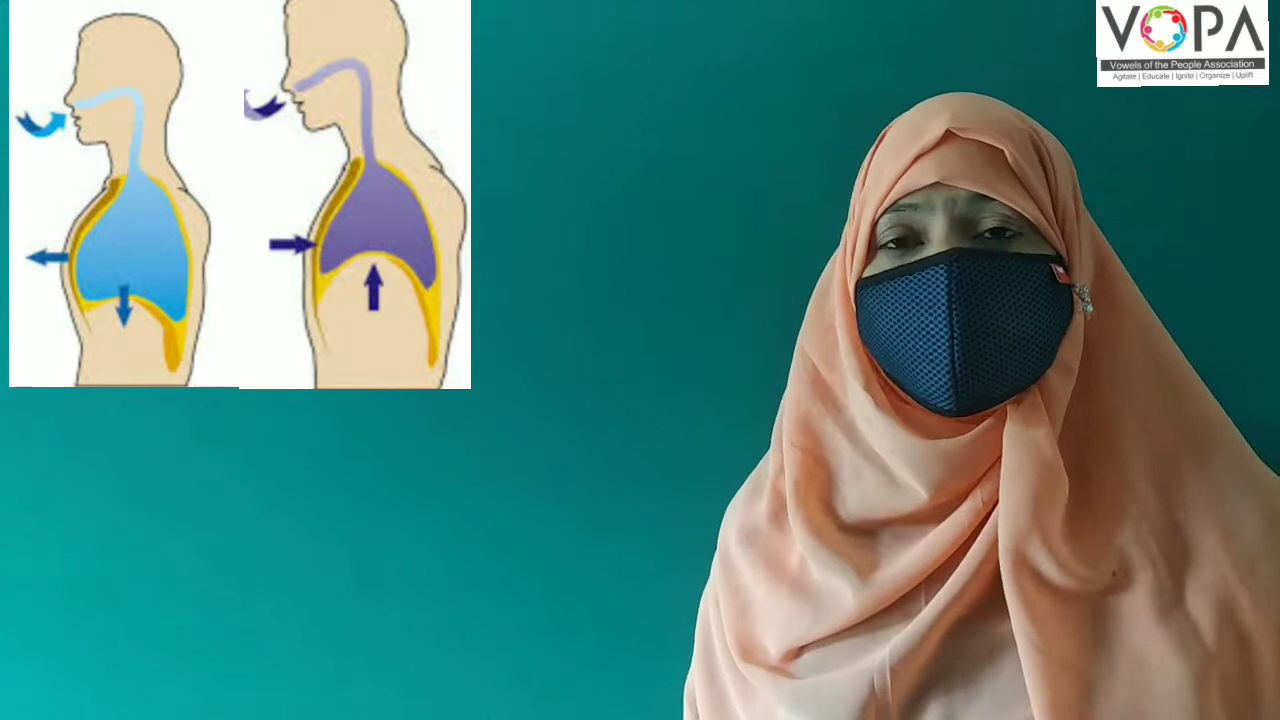 VOPA
Vowels of the People Association
Agitate | Educate | Ignite | Organize | Uplift